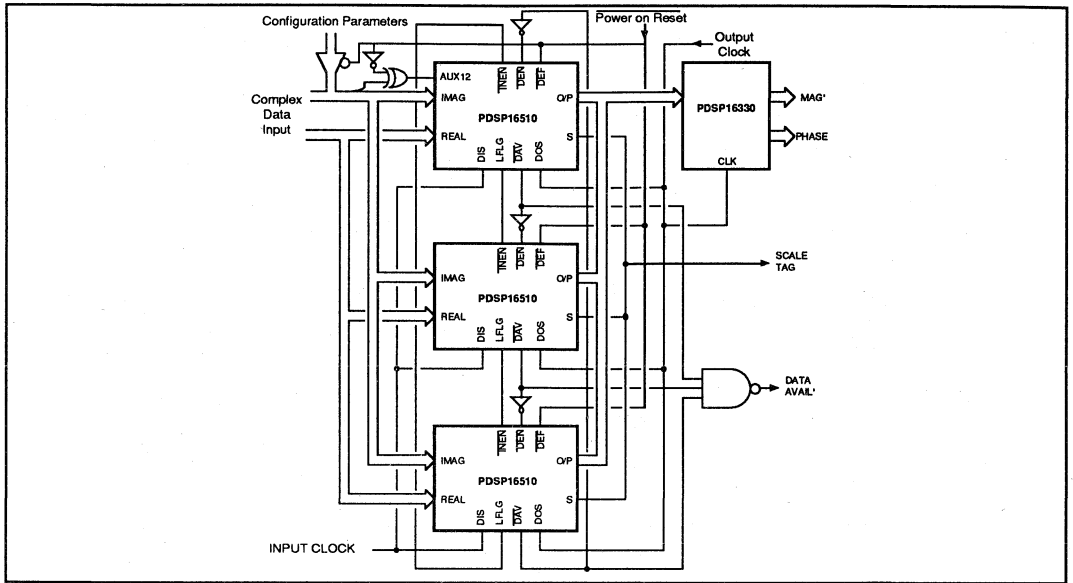 Configuration Parameters
Power on Reset
Output
Clock
Complex
Data
Input
AUX12
INEN
DEN
DEF
IMAG
O/P
PDSP16510
REAL
S
DIS
LFLG
DAV
DOS
PDSP16330
MAG'
PHASE
CLK
INEN
DEN
DEF
IMAG
O/P
PDSP16510
REAL
S
DIS
LFLG
DAV
DOS
SCALE
TAG
DATA
AVAIL'
INEN
DEN
DEF
IMAG
O/P
PDSP16510
REAL
S
DIS
LFLG
DAV
DOS
INPUT CLOCK